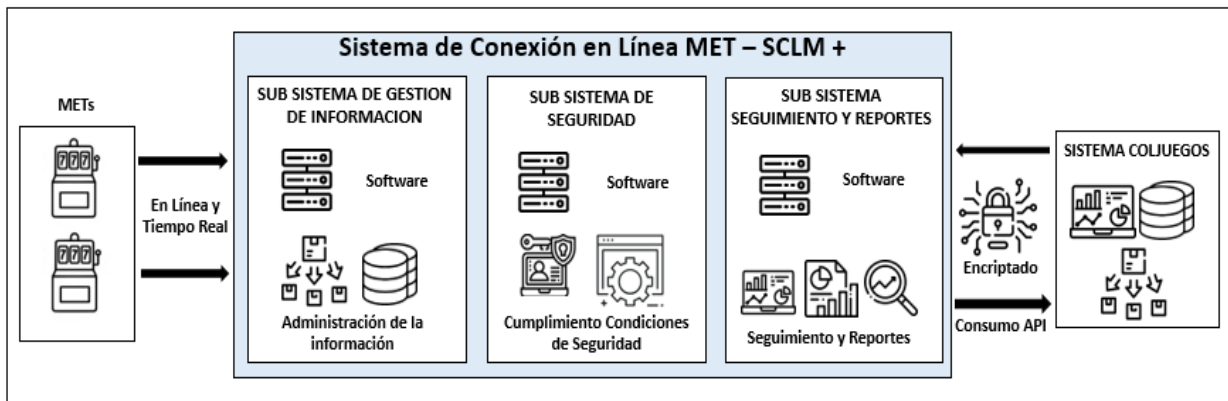 Sistema de Conexión en Línea MET – SCLM +
METs
En Línea y
Tiempo Real
SUB SISTEMA DE GESTION
DE INFORMACION
Software
Administración de la
información
SUB SISTEMA DE
SEGURIDAD
Software
Cumplimiento Condiciones
de Seguridad
SUB SISTEMA
SEGUIMIENTO Y REPORTES
Software
Seguimiento y Reportes
Encriptado
Consumo API
SISTEMA COLJUEGOS